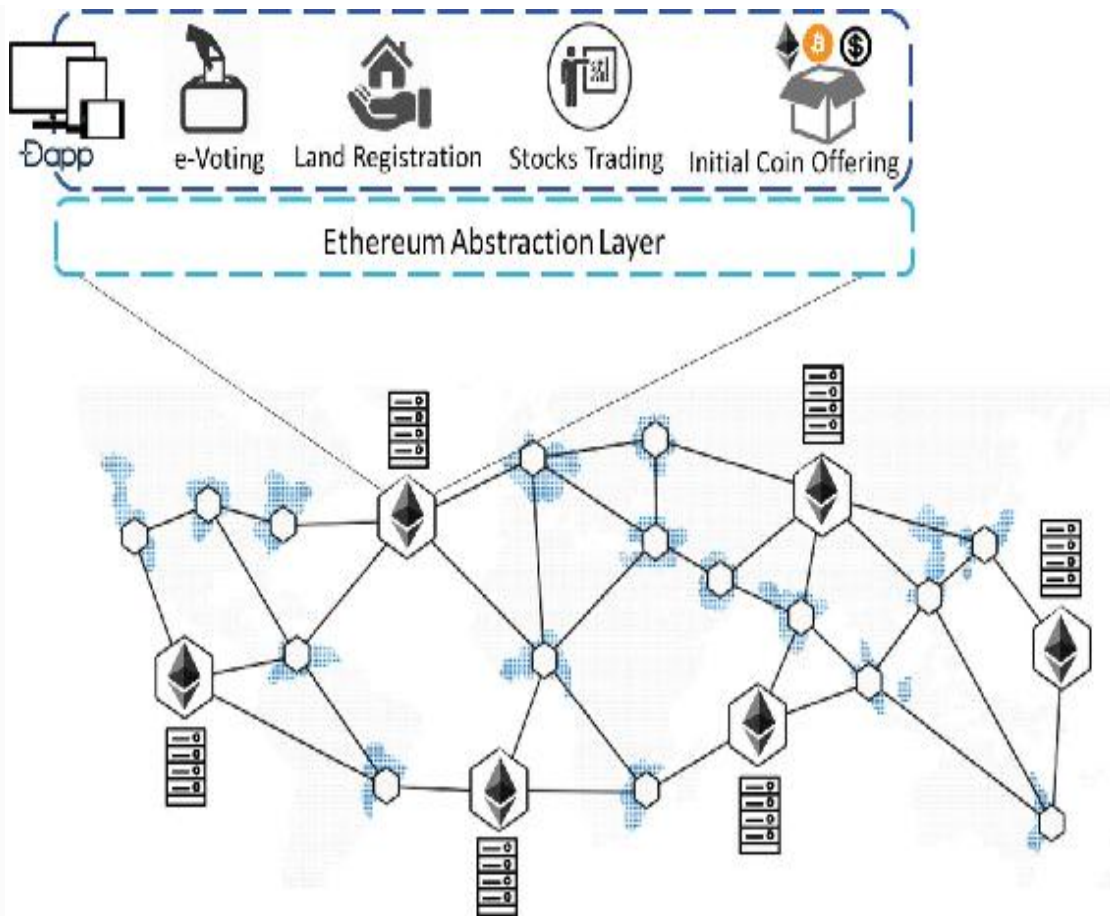 Dapp
e-Voting
Land Registration
Stocks Trading
Initial Coin Offering
Ethereum Abstraction Layer